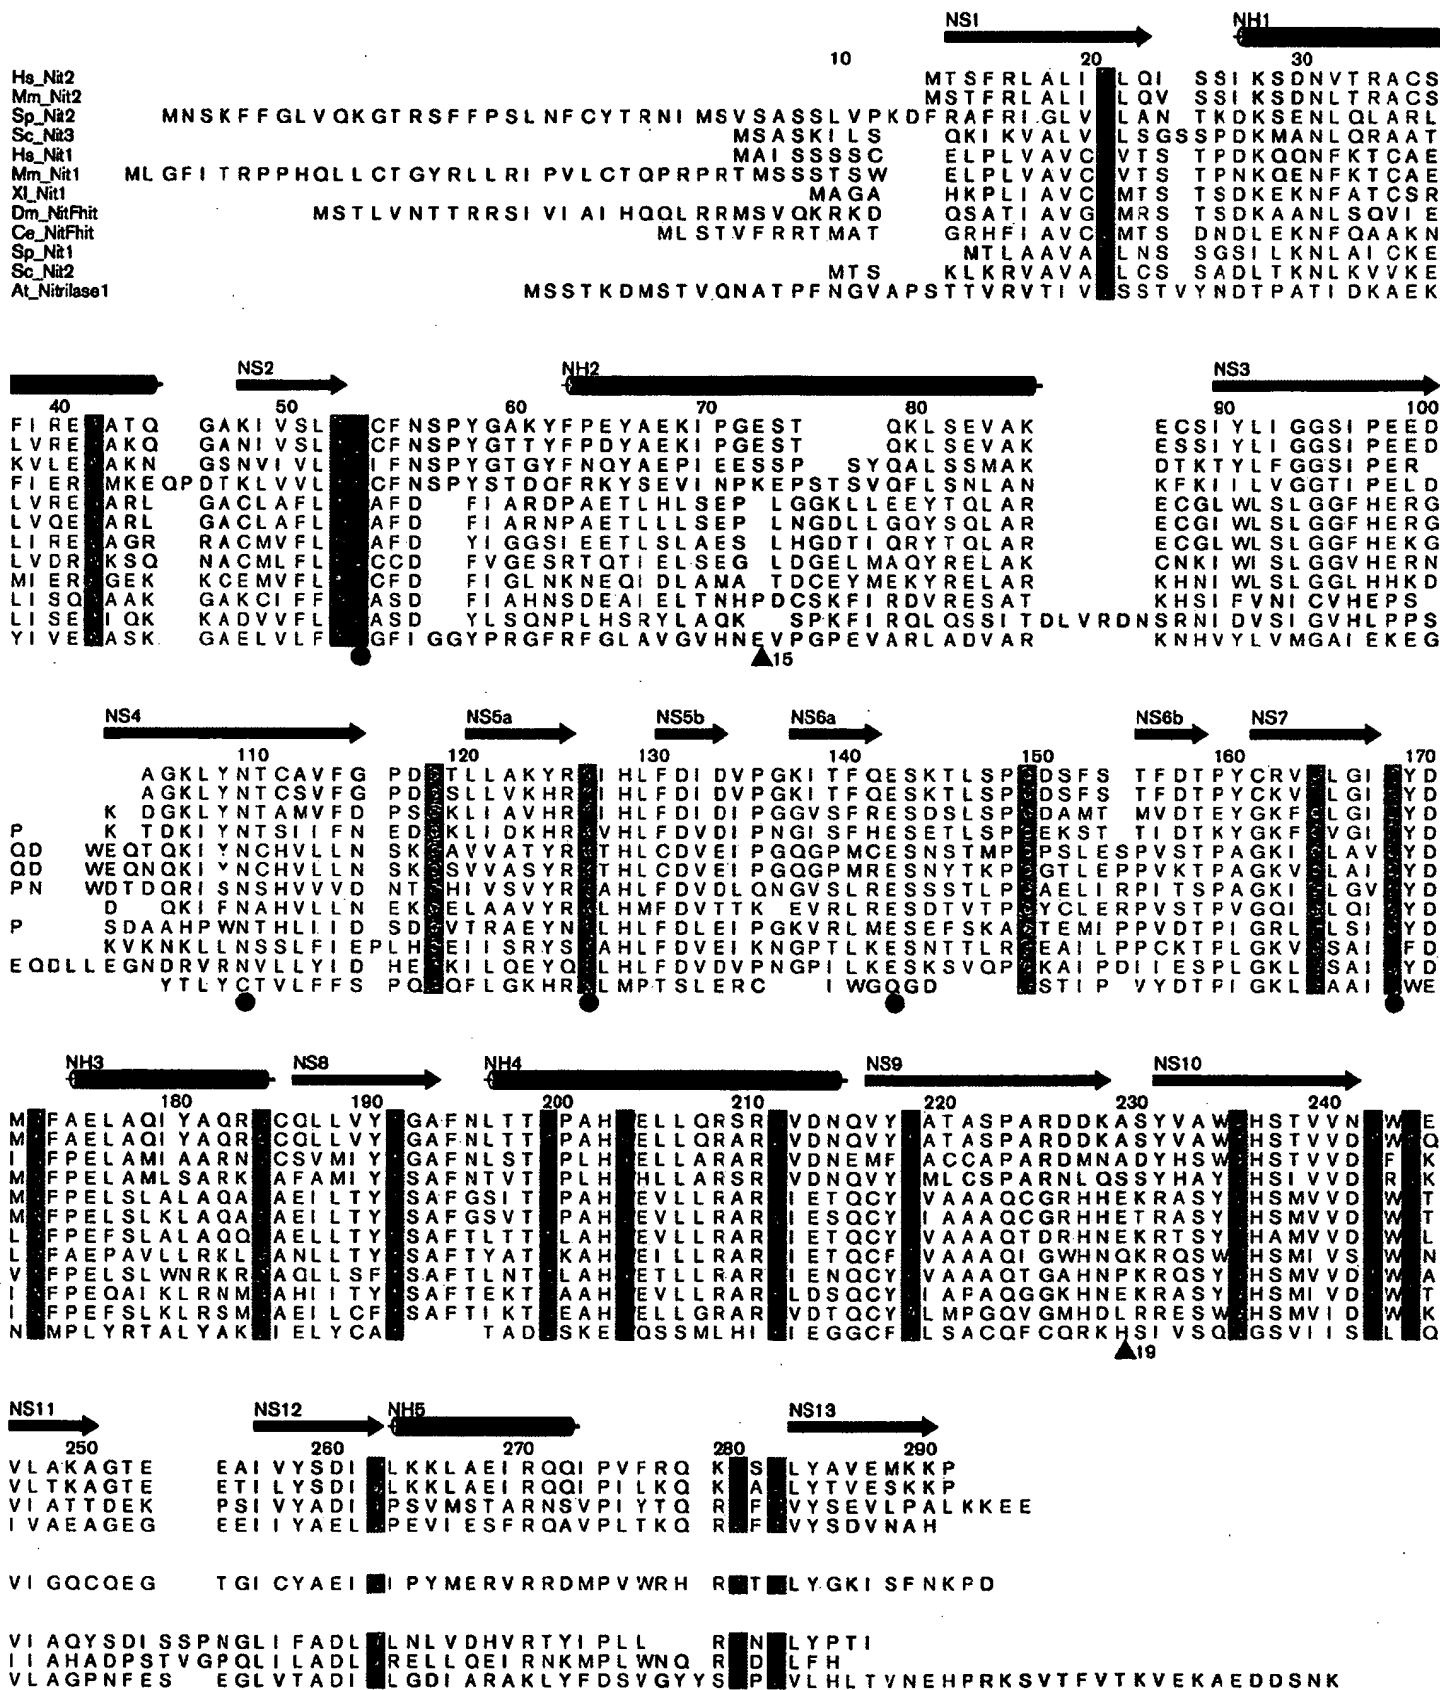 NS1 NH1
10 20 30
Hs_Nit2 MTSFRLALI LQI SSIKSDNVTRACS
Mm_Nit2 MSTFRLALI LQV SSIKSDNLTRACS
Sp_Nit2 MNSKFFGLVQKGTRSFFPSLNFCYTRNIMSVSASSLVPKDFRAFRIGLV LAN TKDKSENLQLARL
Sc_Nit3 MSASKILS QKIKVALV LSGSSPDKMANLQRAAT
Hs_Nit1 MAISSSSC ELPLVAVC VTS TPDKQQNFKTCAE
Mm_Nit1 MLGFITRPPHQLLCTGYRLLRIPVLCTQPRPRTMSSSTSW ELPLVAVC VTS TPNKQENFKTCAE
Xl_Nit1 MAGA HKPLIAVC MTS TSDKEKNFATCSR
Dm_NitFhit MSTLVNTTRRSIVIAIHQQLRRMSVQKRKD QSATIAVG MRS TSDKAANLSQVIE
Ce_NitFhit MLSTVFRRTMAT GRHFIAVC MTS DNDLEKNFQAAKN
Sp_Nit1 MTLAAVA LNS SGSILKNLAICKE
Sc_Nit2 MTS KLKRVAVA LCS SADLTKNLKVVKE
At_Nitrilase1 MSSTKDMSTVQNATPFNGVAPSTTVRVTIV SSTVYNDTPATIDKAEK
NS2 NH2 NS3
40 50 60 70 80 90 100
FIRE ATQ GAKIVSL CFNSPYGAKYFPEYAEKIPGEST QKLSEVAK ECSIYLIGGSIPEED
LVRE AKQ GANIVSL CFNSPYGTTYFPDYAEKIPGEST QKLSEVAK ESSIYLIGGSIPEED
KVLE AKN GSNVIVL IFNSPYGTGYFNQYAEPIEESSP SYQALSSMAK DTKTYLFGGSIPER
FIER MKEQPDTKLVVL CFNSPYSTDQFRKYSEVINPKEPSTSVQFLSNLAN KFKIILVGGTIPELD
LVRE ARL GACLAFL AFD FIARDPAETLHLSEP LGGKLLEEYTQLAR ECGLWLSLGGFHERG
LVQE ARL GACLAFL AFD FIARNPAETLLLSEP LNGDLLGQYSQLAR ECGIWLSLGGFHERG
LIRE AGR RACMVFL AFD YIGGSIEETLSLAES LHGDTIQRYTQLAR ECGLWLSLGGFHEKG
LVDR KSQ NACMLFL CCD FVGESRTQTIELSEG LDGELMAQYRELAK CNKIWISLGGVHERN
MIER GEK KCEMVFL CFD FIGLNKNEQIDLAMA TDCEYMEKYRELAR KHNIWLSLGGLHHKD
LISQ AAK GAKCIFF ASD FIAHNSDEAIELTNHPDCSKFIRDVRESAT KHSIFVNICVHEPS
LISE IQK KADVVFL ASD YLSQNPLHSRYLAQK SPKFIRQLQSSITDLVRDNSRNIDVSIGVHLPPS
YIVE ASK GAELVLF GFIGGYPRGFRFGLAVGVHNEVPGPEVARLADVAR KNHVYLVMGAIEKEG
15
NS4 NS5a NS5b NS6a NS6b NS7
110 120 130 140 150 160 170
AGKLYNTCAVFG PD TLLAKYR IHLFDIDVPGKITFQESKTLSP DSFS TFDTPYCRV LGI YD
AGKLYNTCSVFG PD SLLVKHR IHLFDIDVPGKITFQESKTLSP DSFS TFDTPYCKV LGI YD
K DGKLYNTAMVFD PS KLIAVHR IHLFDIDIPGGVSFRESDSLSP DAMT MVDTEYGKF LGI YD
P K TDKIYNTSIIFN ED KLIDKHR VHLFDVDIPNGISFHESETLSP EKST TIDTKYGKF VGI YD
QD WEQTQKIYNCHVLLN SK AVVATYR THLCDVEIPGQGPMCESNSTMP PSLESPVSTPAGKI LAV YD
QD WEQNQKIYNCHVLLN SK SVVASYR THLCDVEIPGQGPMRESNYTKP GTLEPPVKTPAGKV LAI YD
PN WDTDQRISNSHVVVD NT HIVSVYR AHLFDVDLQNGVSLRESSSTLP AELIRPITSPAGKI LGV YD
D QKIFNAHVLLN EK ELAAVYR LHMFDVTTK EVRLRESDTVTP YCLERPVSTPVGQI LQI YD
P SDAAHPWNTHLIID SD VTRAEYN LHLFDLEIPGKVRLMESEFSKA TEMIPPVDTPIGRL LSI YD
KVKNKLLNSSLFIEPLH EIISRYS AHLFDVEIKNGPTLKESNTTLR EAILPPCKTPLGKV SAI FD
EQDLLEGNDRVRNVLLYID HE KILQEYQ LHLFDVDVPNGPILKESKSVQP KAIPDIIESPLGKL SAI YD
YTLYCTVLFFS PQ QFLGKHR LMPTSLERC IWGQGD STIP VYDTPIGKL AAI WE
NH3 NS8 NH4 NS9 NS10
180 190 200 210 220 230 240
M FAELAQIYAQR CQLLVY GAFNLTT PAH ELLQRSR VDNQVY ATASPARDDKASYVAW HSTVVN W E
M FAELAQIYAQR CQLLVY GAFNLTT PAH ELLQRAR VDNQVY ATASPARDDKASYVAW HSTVVD W Q
I FPELAMIAARN CSVMIY GAFNLST PLH ELLARAR VDNEMF ACCAPARDMNADYHSW HSTVVD F K
M FPELAMLSARK AFAMIY SAFNTVT PLH HLLARSR VDNQVY MLCSPARNLQSSYHAY HSIVVD R K
M FPELSLALAQA AEILTY SAFGSIT PAH EVLLRAR IETQCY VAAAQCGRHHEKRASY HSMVVD W T
M FPELSLKLAQA AEILTY SAFGSVT PAH EVLLRAR IESQCY IAAAQCGRHHETRASY HSMVVD W T
L FPEFSLALAQQ AELLTY SAFTLTT LAH EVLLRAR IETQCY VAAAQTDRHNEKRTSY HAMVVD W L
L FAEPAVLLRKL ANLLTY SAFTYAT KAH EILLRAR IETQCF VAAAQIGWHNQKRQSW HSMIVS W N
V FPELSLWNRKR AQLLSF SAFTLNT LAH ETLLRAR IENQCY VAAAQTGAHNPKRQSY HSMVVD W A
I FPEQAIKLRNM AHIITY SAFTEKT AAH EVLLRAR LDSQCY IAPAQGGKHNEKRASY HSMIVD W T
I FPEFSLKLRSM AEILCF SAFTIKT EAH ELLGRAR VDTQCY LMPGQVGMHDLRRESW HSMVID W K
N MPLYRTALYAK IELYCA TAD SKE QSSMLHI IEGGCF LSACQFCQRKHSIVSQ GSVIIS L Q
19
NS11 NS12 NH5 NS13
250 260 270 280 290
VLAKAGTE EAIVYSDI LKKLAEIRQQIPVFRQ K S LYAVEMKKP
VLTKAGTE ETILYSDI LKKLAEIRQQIPILKQ K A LYTVESKKP
VIATTDEK PSIVYADI PSVMSTARNSVPIYTQ R F VYSEVLPALKKEE
IVAEAGEG EEIIYAEL PEVIESFRQAVPLTKQ R F VYSDVNAH
VIGQCQEG TGICYAEI IPYMERVRRDMPVWRH R T LYGKISFNKPD
VIAQYSDISSPNGLIFADL LNLVDHVRTYIPLL R N LYPTI
IIAHADPSTVGPQLILADL RELLQEIRNKMPLWNQ R D LFH
VLAGPNFES EGLVTADI LGDIARAKLYFDSVGYYS P VLHLTVNEHPRKSVTFVTKVEKAEDDSNK